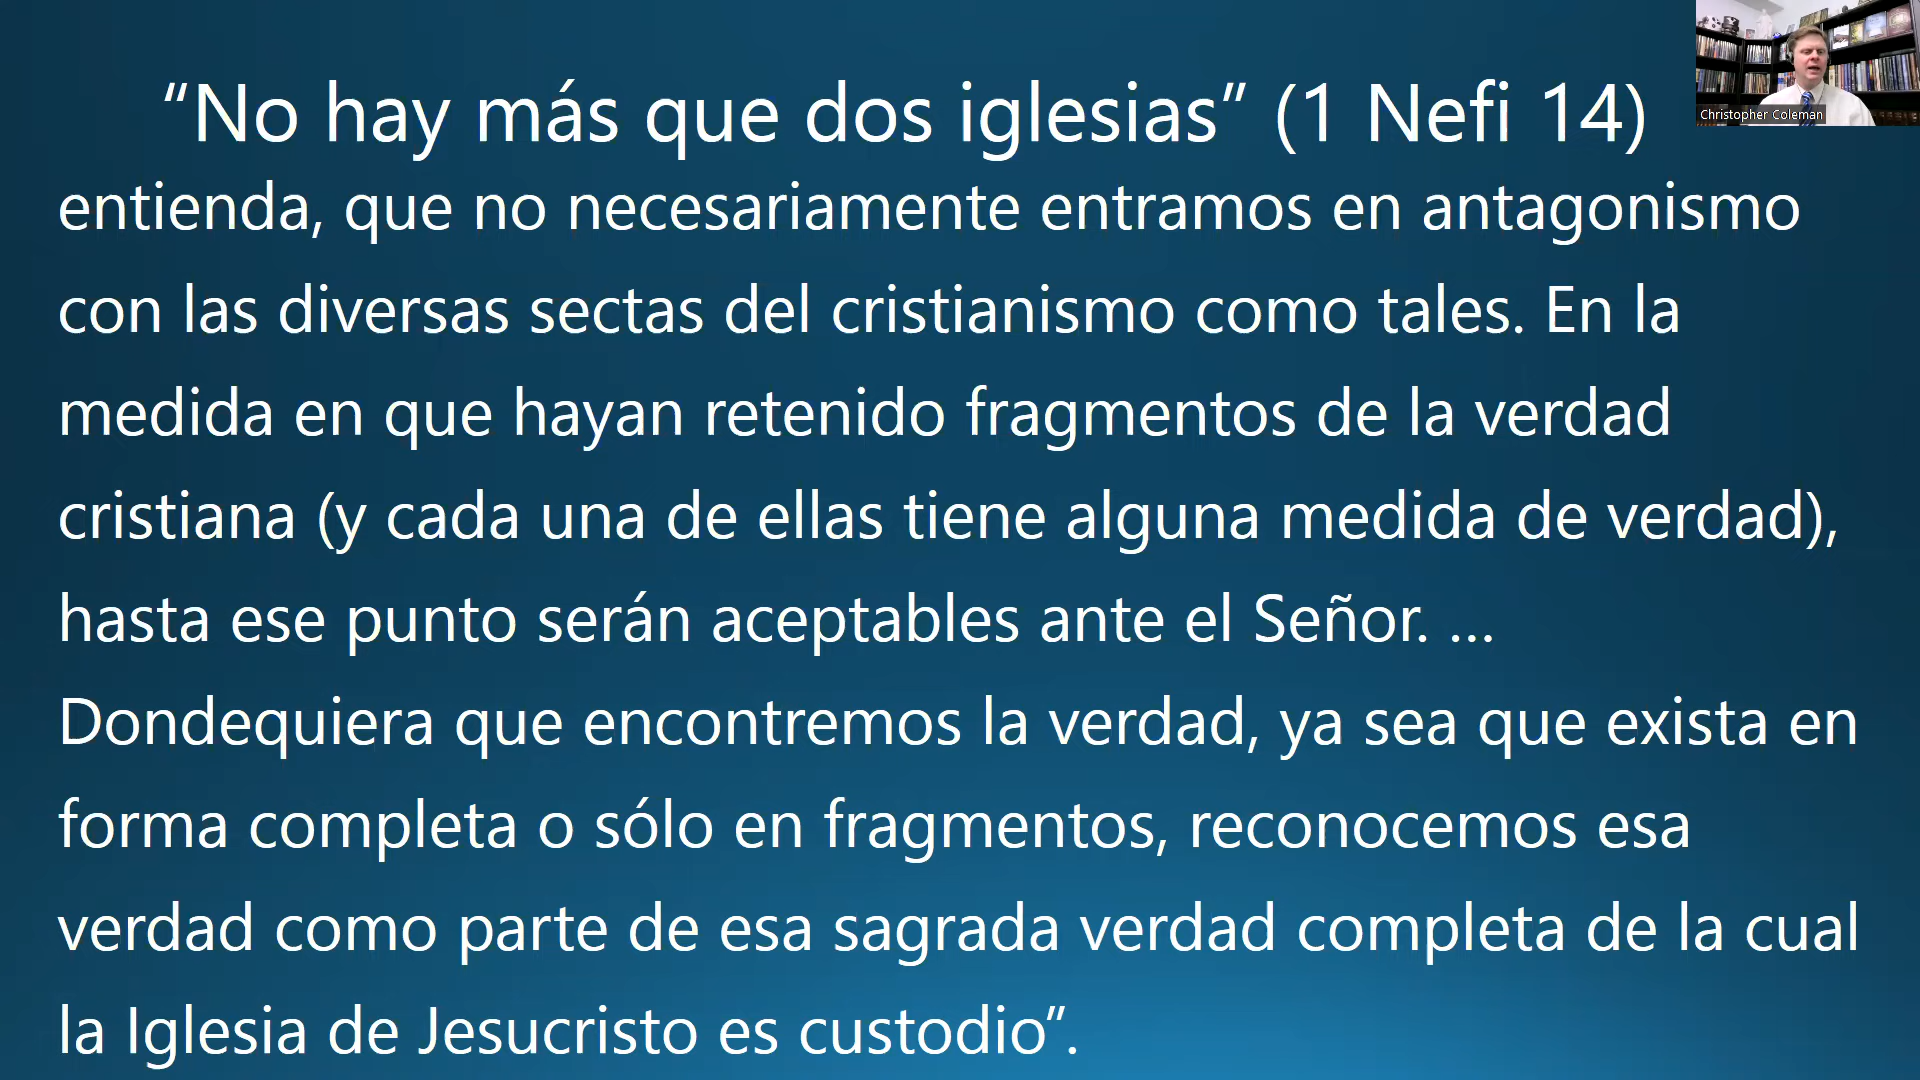 “No hay más que dos iglesias” (1 Nefi 14)
Christopher Coleman
entienda, que no necesariamente entramos en antagonismo
con las diversas sectas del cristianismo como tales. En la
medida en que hayan retenido fragmentos de la verdad
cristiana (y cada una de ellas tiene alguna medida de verdad),
hasta ese punto serán aceptables ante el Señor. …
Dondequiera que encontremos la verdad, ya sea que exista en
forma completa o sólo en fragmentos, reconocemos esa
verdad como parte de esa sagrada verdad completa de la cual
la Iglesia de Jesucristo es custodio”.